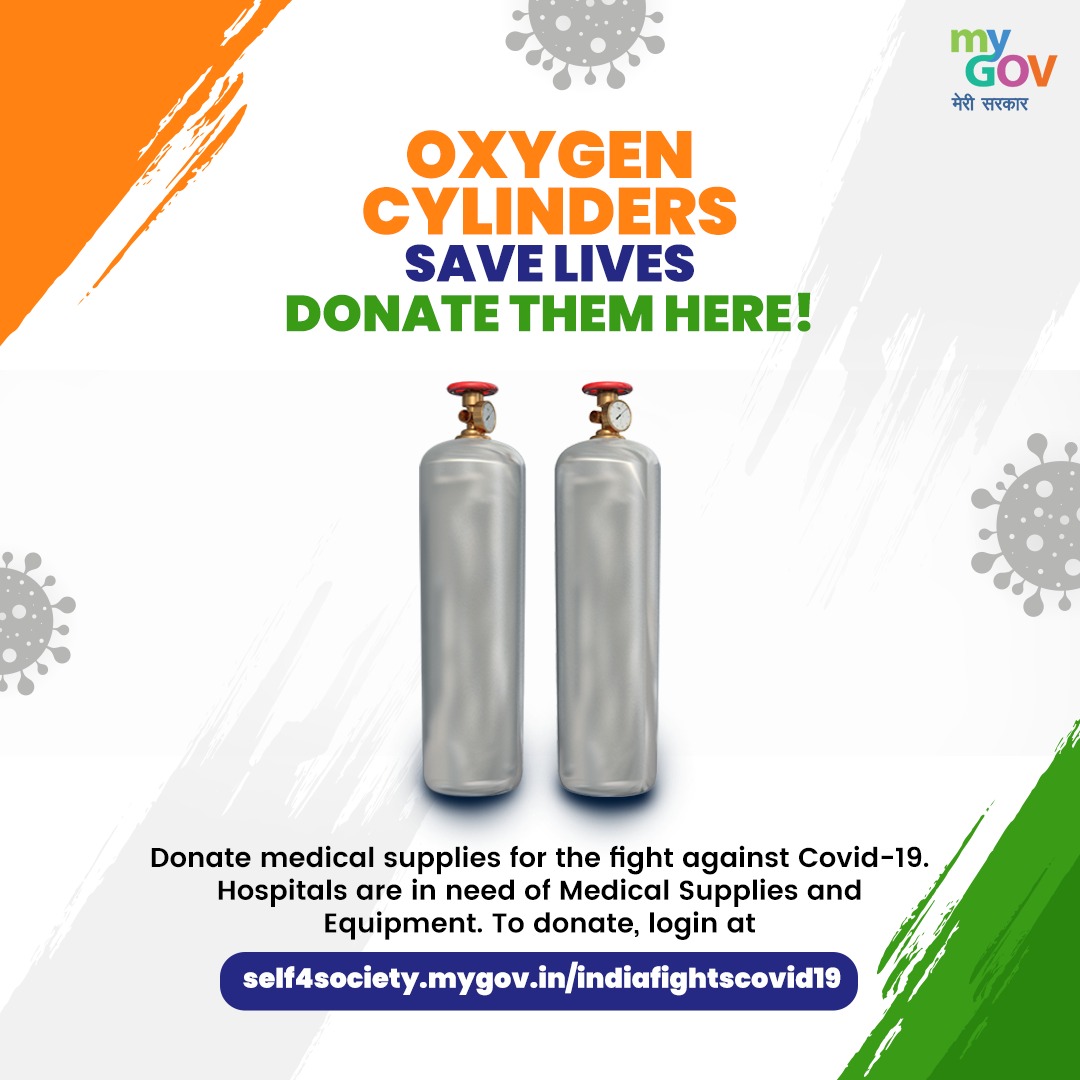 my
GOV
मेरी सरकार
OXYGEN
CYLINDERS
SAVE LIVES
DONATE THEM HERE!
Donate medical supplies for the fight against Covid-19.
Hospitals are in need of Medical Supplies and
Equipment. To donate, login at
self4society.mygov.in/indiafightscovid19